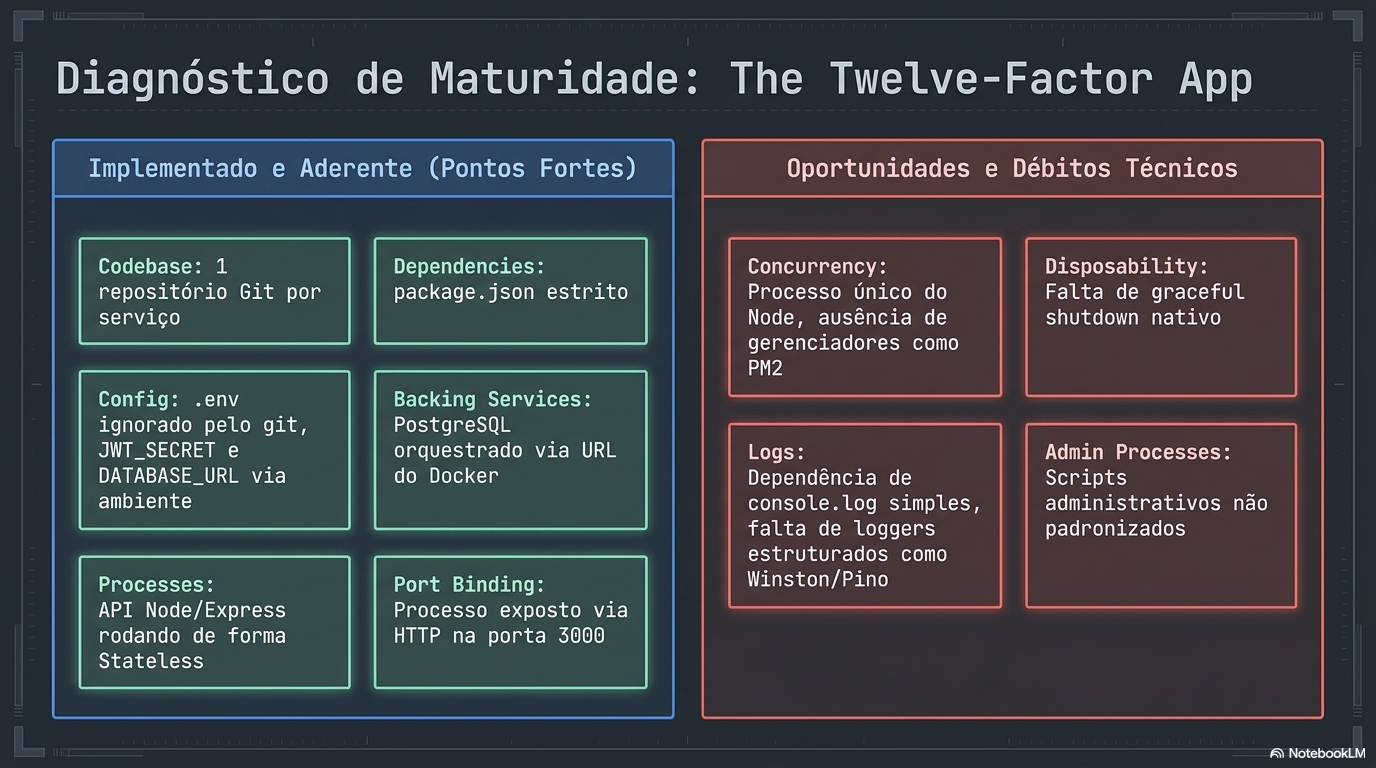 Diagnóstico de Maturidade: The Twelve-Factor App
Implementado e Aderente (Pontos Fortes)
Codebase: 1
repositório Git por
serviço
Dependencies:
package.json estrito
Config: .env
ignorado pelo git,
JWT_SECRET e
DATABASE_URL via
ambiente
Backing Services:
PostgreSQL
orquestrado via URL
do Docker
Processes:
API Node/Express
rodando de forma
Stateless
Port Binding:
Processo exposto via
HTTP na porta 3000
Oportunidades e Débitos Técnicos
Concurrency:
Processo único do
Node, ausência de
gerenciadores como
PM2
Disposability:
Falta de graceful
shutdown nativo
Logs:
Dependência de
console.log simples,
falta de loggers
estruturados como
Winston/Pino
Admin Processes:
Scripts
administrativos não
padronizados
NotebookLM